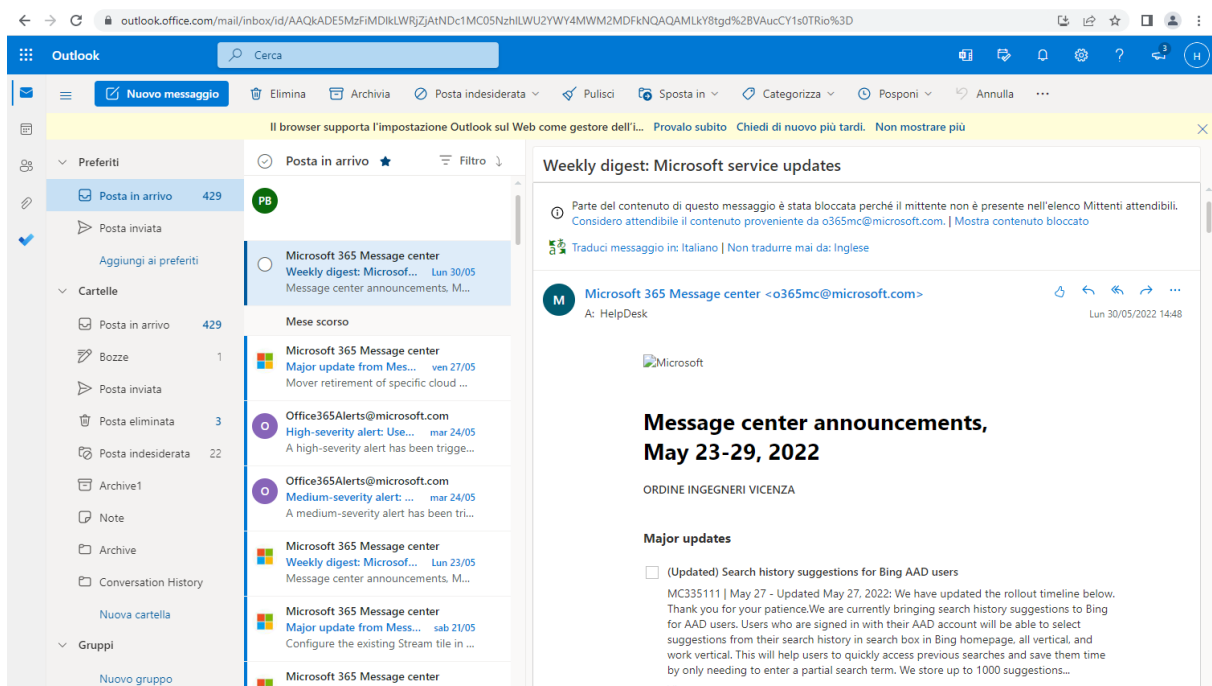 outlook.office.com/mail/inbox/id/AAQkADE5MzFiMDlkLWRjZjAtNDc1MC05NzhlLWU2YWY4MWM2MDFkNQAQAMLkY8tgd%2BVAucCY1s0TRio%3D
Outlook
Cerca
3
H
Nuovo messaggio
Elimina
Archivia
Posta indesiderata
Pulisci
Sposta in
Categorizza
Posponi
Annulla
Il browser supporta l'impostazione Outlook sul Web come gestore dell'i... Provalo subito Chiedi di nuovo più tardi. Non mostrare più
Preferiti
Posta in arrivo 429
Posta inviata
Aggiungi ai preferiti
Cartelle
Posta in arrivo 429
Bozze 1
Posta inviata
Posta eliminata 3
Posta indesiderata 22
Archive1
Note
Archive
Conversation History
Nuova cartella
Gruppi
Nuovo gruppo
Posta in arrivo
Filtro
PB
Microsoft 365 Message center
Weekly digest: Microsof... Lun 30/05
Message center announcements, M...
Mese scorso
Microsoft 365 Message center
Major update from Mes... ven 27/05
Mover retirement of specific cloud ...
O
Office365Alerts@microsoft.com
High-severity alert: Use... mar 24/05
A high-severity alert has been trigge...
O
Office365Alerts@microsoft.com
Medium-severity alert: ... mar 24/05
A medium-severity alert has been tri...
Microsoft 365 Message center
Weekly digest: Microsof... Lun 23/05
Message center announcements, M...
Microsoft 365 Message center
Major update from Mess... sab 21/05
Configure the existing Stream tile in ...
Microsoft 365 Message center
Weekly digest: Microsoft service updates
Parte del contenuto di questo messaggio è stata bloccata perché il mittente non è presente nell'elenco Mittenti attendibili.
Considero attendibile il contenuto proveniente da o365mc@microsoft.com. | Mostra contenuto bloccato
Traduci messaggio in: Italiano | Non tradurre mai da: Inglese
M
Microsoft 365 Message center <o365mc@microsoft.com>
A: HelpDesk
Lun 30/05/2022 14:48
Microsoft
Message center announcements,
May 23-29, 2022
ORDINE INGEGNERI VICENZA
Major updates
(Updated) Search history suggestions for Bing AAD users
MC335111 | May 27 - Updated May 27, 2022: We have updated the rollout timeline below.
Thank you for your patience.We are currently bringing search history suggestions to Bing
for AAD users. Users who are signed in with their AAD account will be able to select
suggestions from their search history in search box in Bing homepage, all vertical, and
work vertical. This will help users to quickly access previous searches and save them time
by only needing to enter a partial search term. We store up to 1000 suggestions...